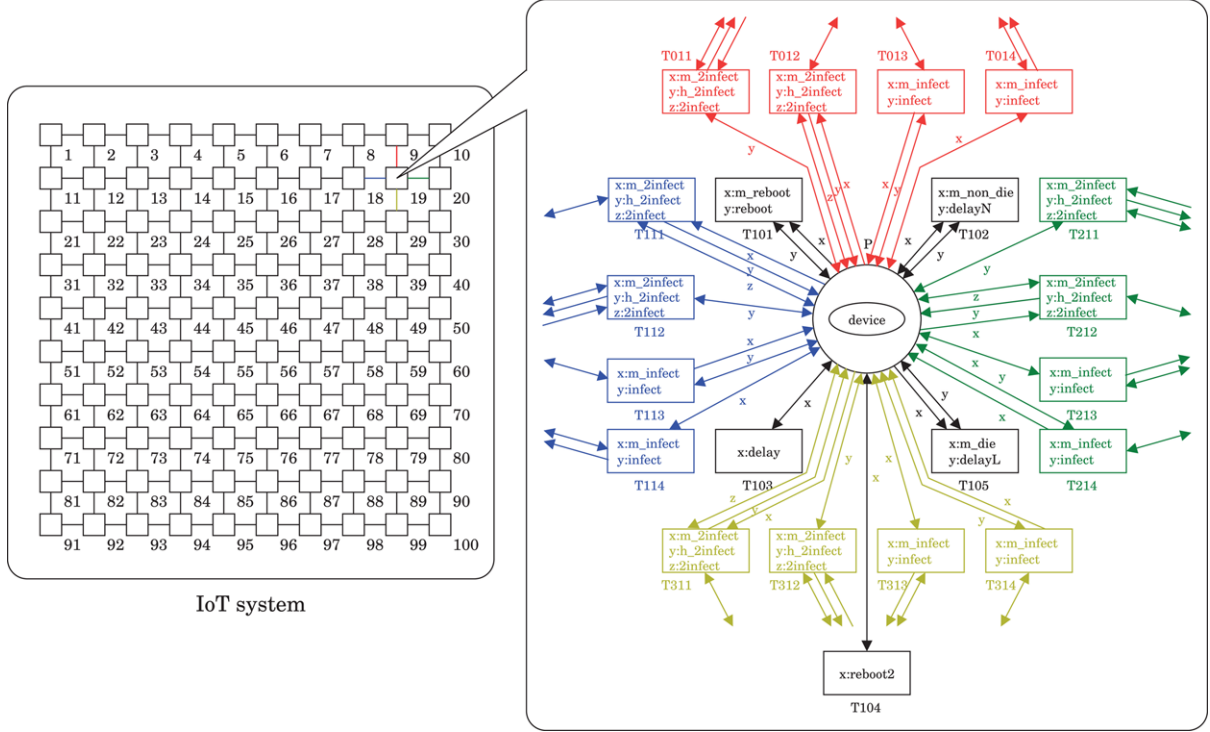 1 2 3 4 5 6 7 8 9 10
11 12 13 14 15 16 17 18 19 20
21 22 23 24 25 26 27 28 29 30
31 32 33 34 35 36 37 38 39 40
41 42 43 44 45 46 47 48 49 50
51 52 53 54 55 56 57 58 59 60
61 62 63 64 65 66 67 68 69 70
71 72 73 74 75 76 77 78 79 80
81 82 83 84 85 86 87 88 89 90
91 92 93 94 95 96 97 98 99 100
IoT system
T011
x:m_2infect
y:h_2infect
z:2infect
y
T012
x:m_2infect
y:h_2infect
z:2infect
z
y
x
T013
x:m_infect
y:infect
x
y
T014
x:m_infect
y:infect
x
x:m_2infect
y:h_2infect
z:2infect
T111
x
y
z
x:m_reboot
y:reboot
T101
x
y
P
x:m_non_die
y:delayN
T102
x
y
x:m_2infect
y:h_2infect
z:2infect
T211
y
x:m_2infect
y:h_2infect
z:2infect
T112
y
device
x:m_2infect
y:h_2infect
z:2infect
T212
z
y
x
x:m_infect
y:infect
T113
x
y
x:m_infect
y:infect
T213
x
y
x:m_infect
y:infect
T114
x
x:delay
T103
x
x:m_die
y:delayL
T105
y
x
x:m_infect
y:infect
T214
x
x:m_2infect
y:h_2infect
z:2infect
T311
z
y
x
x:m_2infect
y:h_2infect
z:2infect
T312
y
x:m_infect
y:infect
T313
x
x:m_infect
y:infect
T314
x
y
x:reboot2
T104
x